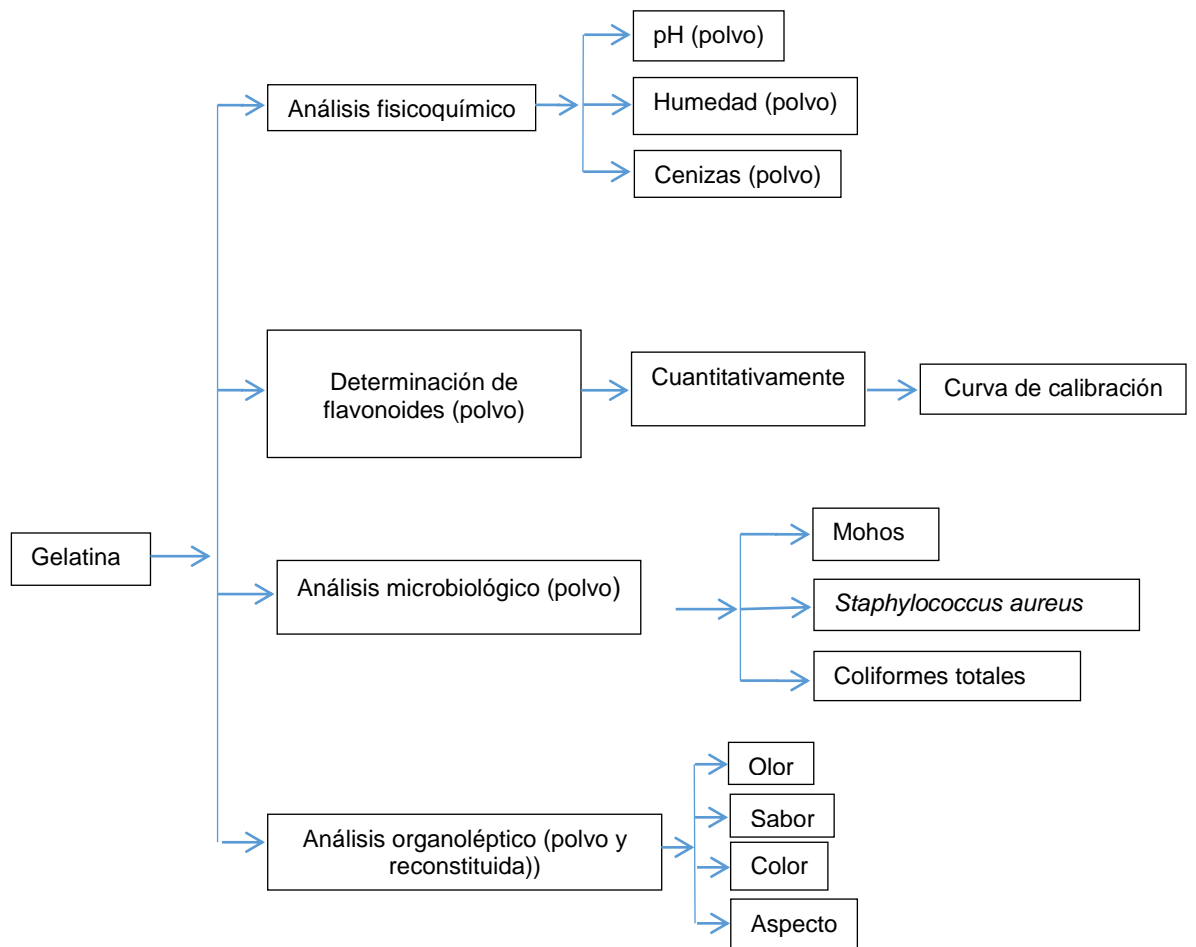 Gelatina
Análisis fisicoquímico
pH (polvo)
Humedad (polvo)
Cenizas (polvo)
Determinación de
flavonoides (polvo)
Cuantitativamente
Curva de calibración
Análisis microbiológico (polvo)
Mohos
Staphylococcus aureus
Coliformes totales
Análisis organoléptico (polvo y
reconstituida))
Olor
Sabor
Color
Aspecto